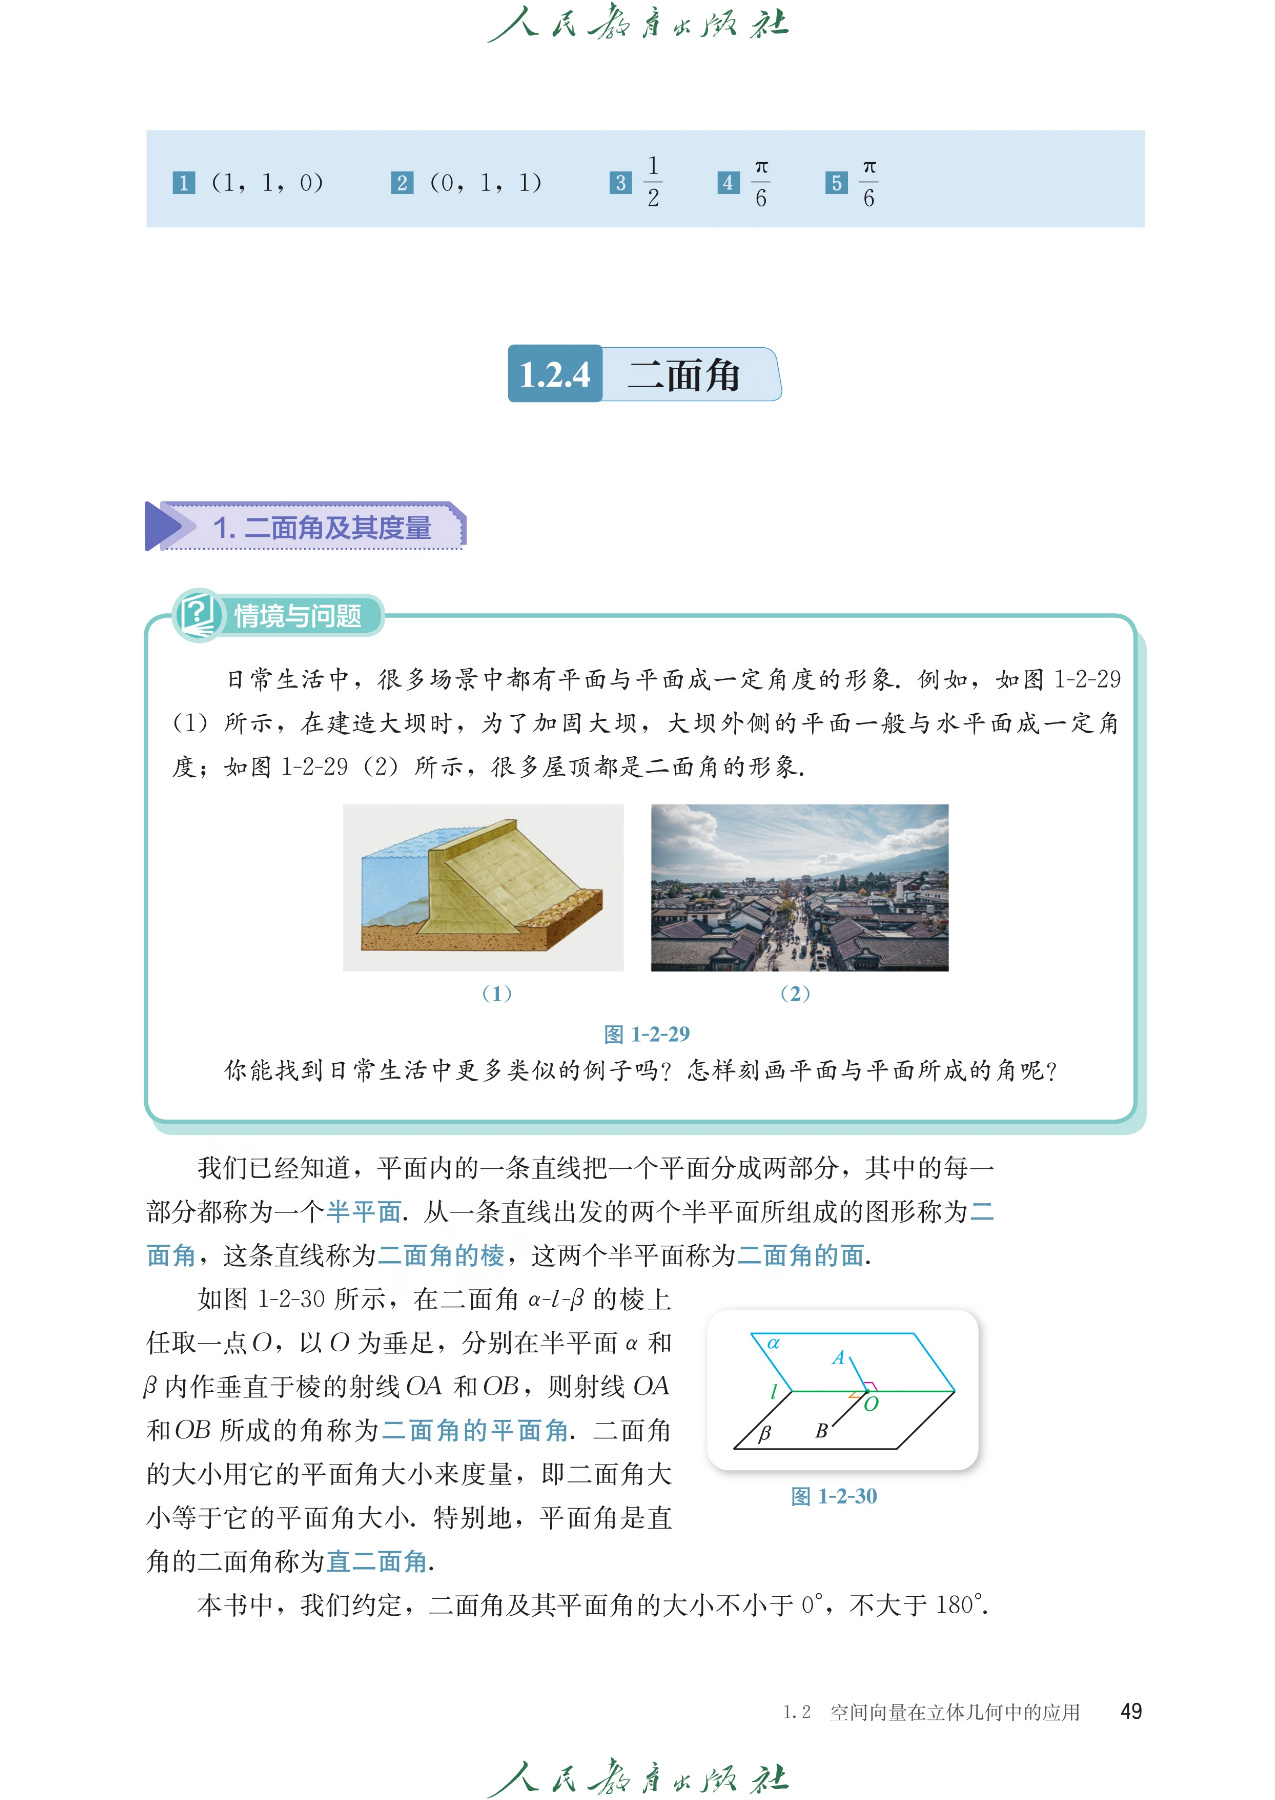 人民教育出版社
1 (1, 1, 0) 2 (0, 1, 1) 3 1/2 4 π/6 5 π/6
1.2.4 二面角
1. 二面角及其度量
情境与问题
日常生活中，很多场景中都有平面与平面成一定角度的形象. 例如，如图 1-2-29
（1）所示，在建造大坝时，为了加固大坝，大坝外侧的平面一般与水平面成一定角
度；如图 1-2-29（2）所示，很多屋顶都是二面角的形象.
（1） （2）
图 1-2-29
你能找到日常生活中更多类似的例子吗？怎样刻画平面与平面所成的角呢？
我们已经知道，平面内的一条直线把一个平面分成两部分，其中的每一
部分都称为一个半平面. 从一条直线出发的两个半平面所组成的图形称为二
面角，这条直线称为二面角的棱，这两个半平面称为二面角的面.
如图 1-2-30 所示，在二面角 α-l-β 的棱上
任取一点O，以 O 为垂足，分别在半平面 α 和
β 内作垂直于棱的射线 OA 和 OB，则射线 OA
和 OB 所成的角称为二面角的平面角. 二面角
的大小用它的平面角大小来度量，即二面角大
小等于它的平面角大小. 特别地，平面角是直
角的二面角称为直二面角.
α
A
l
O
β
B
图 1-2-30
本书中，我们约定，二面角及其平面角的大小不小于 0°，不大于 180°.
1.2 空间向量在立体几何中的应用 49
人民教育出版社